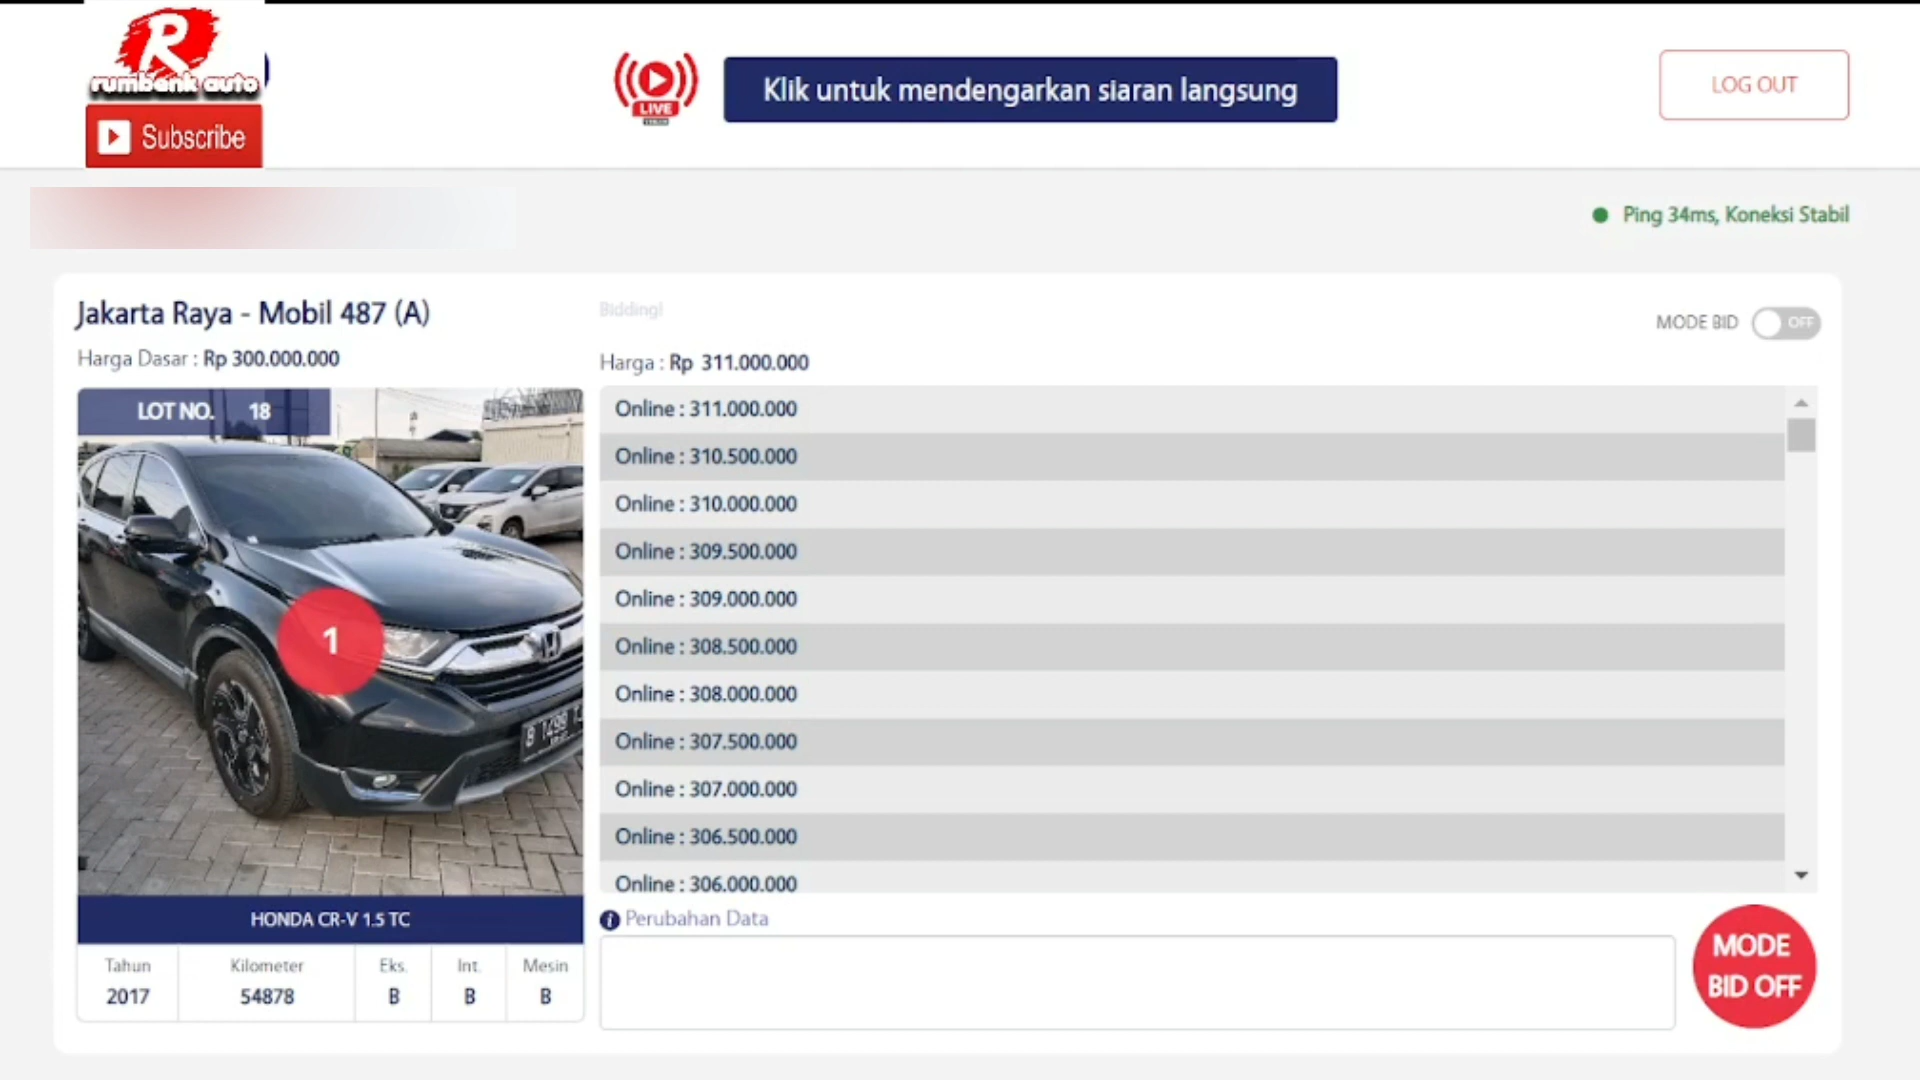 R
rumbank auto
Subscribe
LIVE
Klik untuk mendengarkan siaran langsung
LOG OUT
Ping 34ms, Koneksi Stabil
Jakarta Raya - Mobil 487 (A)
Harga Dasar : Rp 300.000.000
LOT NO. 18
1
HONDA CR-V 1.5 TC
Tahun Kilometer Eks. Int. Mesin
2017 54878 B B B
Bidding!
MODE BID OFF
Harga : Rp 311.000.000
Online : 311.000.000
Online : 310.500.000
Online : 310.000.000
Online : 309.500.000
Online : 309.000.000
Online : 308.500.000
Online : 308.000.000
Online : 307.500.000
Online : 307.000.000
Online : 306.500.000
Online : 306.000.000
Perubahan Data
MODE
BID OFF